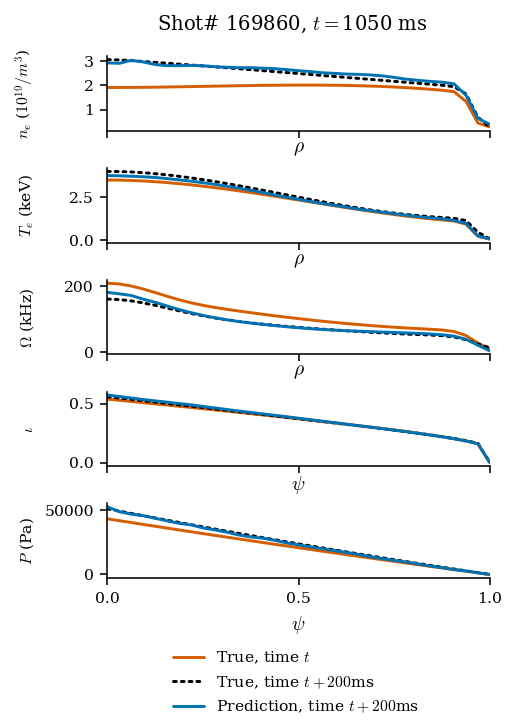 Shot# 169860, t = 1050 ms
n_e (10^19/m^3)
3
2
1
ρ
T_e (keV)
2.5
0.0
ρ
Ω (kHz)
200
0
ρ
ι
0.5
0.0
ψ
P (Pa)
50000
0
0.0 0.5 1.0
ψ
True, time t
True, time t + 200ms
Prediction, time t + 200ms